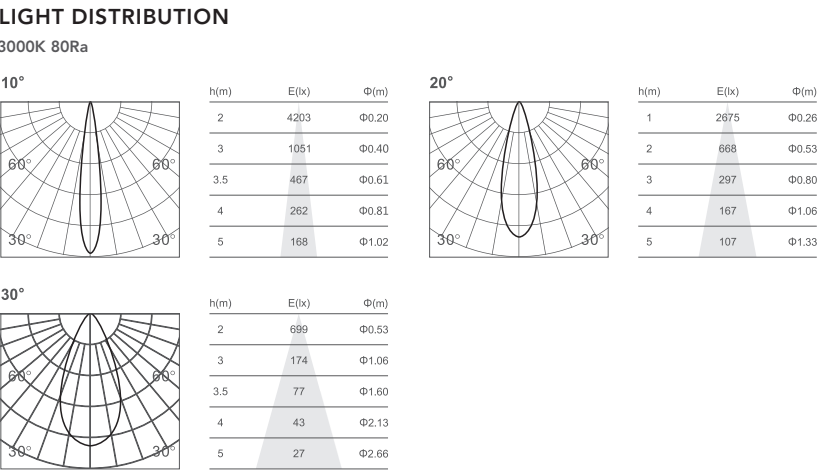 LIGHT DISTRIBUTION
3000K 80Ra
10°
60° 60°
30° 30°
h(m) E(lx) Φ(m)
2 4203 Φ0.20
3 1051 Φ0.40
3.5 467 Φ0.61
4 262 Φ0.81
5 168 Φ1.02
20°
60° 60°
30° 30°
h(m) E(lx) Φ(m)
1 2675 Φ0.26
2 668 Φ0.53
3 297 Φ0.80
4 167 Φ1.06
5 107 Φ1.33
30°
60° 60°
30° 30°
h(m) E(lx) Φ(m)
2 699 Φ0.53
3 174 Φ1.06
3.5 77 Φ1.60
4 43 Φ2.13
5 27 Φ2.66